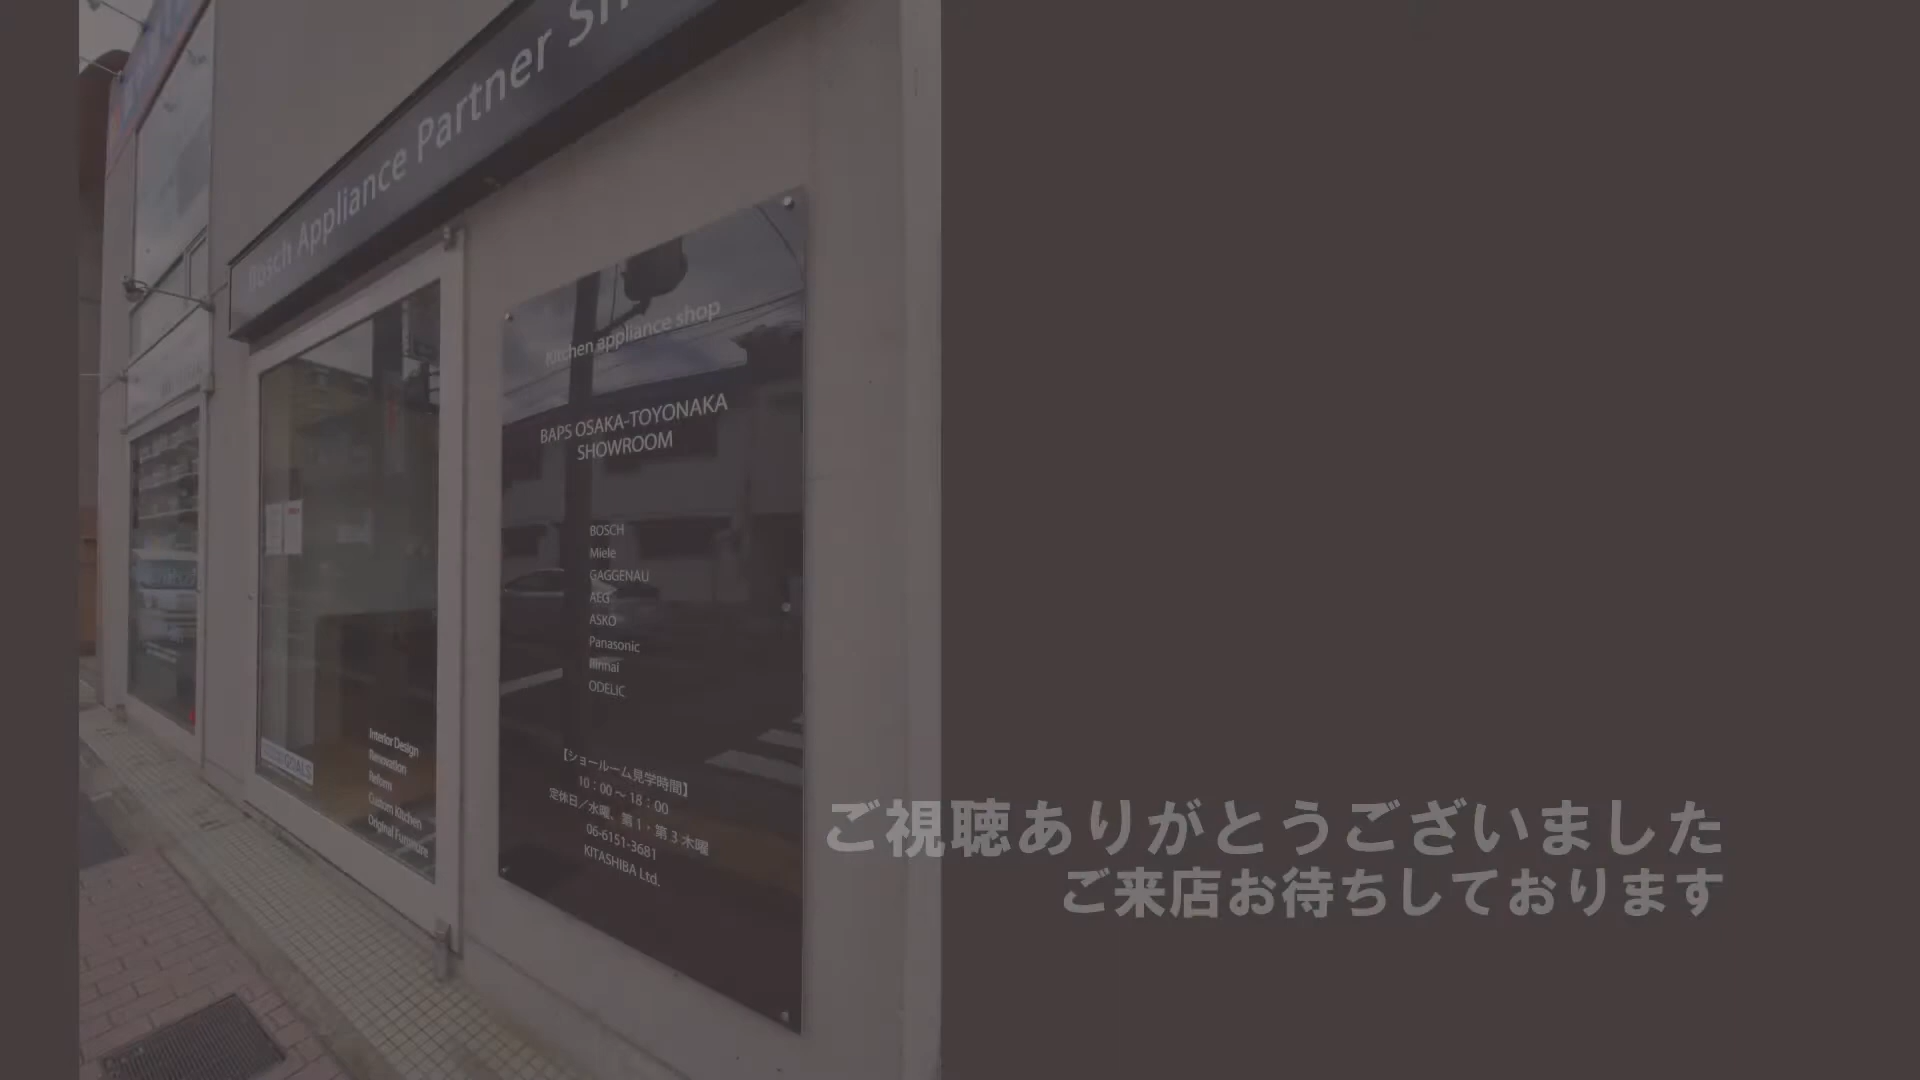 Bosch Appliance Partner Sh
Kitchen appliance shop
BAPS OSAKA-TOYONAKA
SHOWROOM
BOSCH
Miele
GAGGENAU
AEG
ASKO
Panasonic
Rinnai
ODELIC
【ショールーム見学時間】
10：00 ～ 18：00
定休日／水曜、第1・第3木曜
06-6151-3681
KITASHIBA Ltd.
Interior Design
Renovation
Reform
Custom Kitchen
Original Furniture
ご視聴ありがとうございました
ご来店お待ちしております